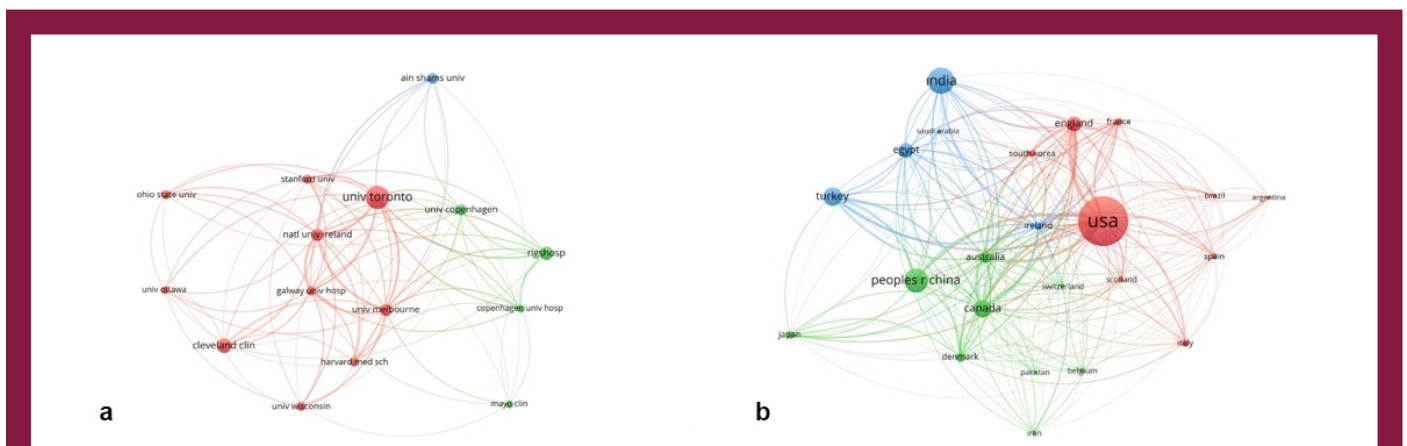 ain shams univ
stanford univ
ohio state univ
univ toronto
univ copenhagen
natl univ ireland
rigshosp
univ ottawa
galway univ hosp
univ melbourne
copenhagen univ hosp
cleveland clin
harvard med sch
univ wisconsin
mayo clin
a
india
saudi arabia
england
france
egypt
south korea
turkey
brazil
argentina
usa
ireland
australia
spain
peoples r china
switzerland
scotland
canada
japan
italy
denmark
pakistan
belgium
iran
b